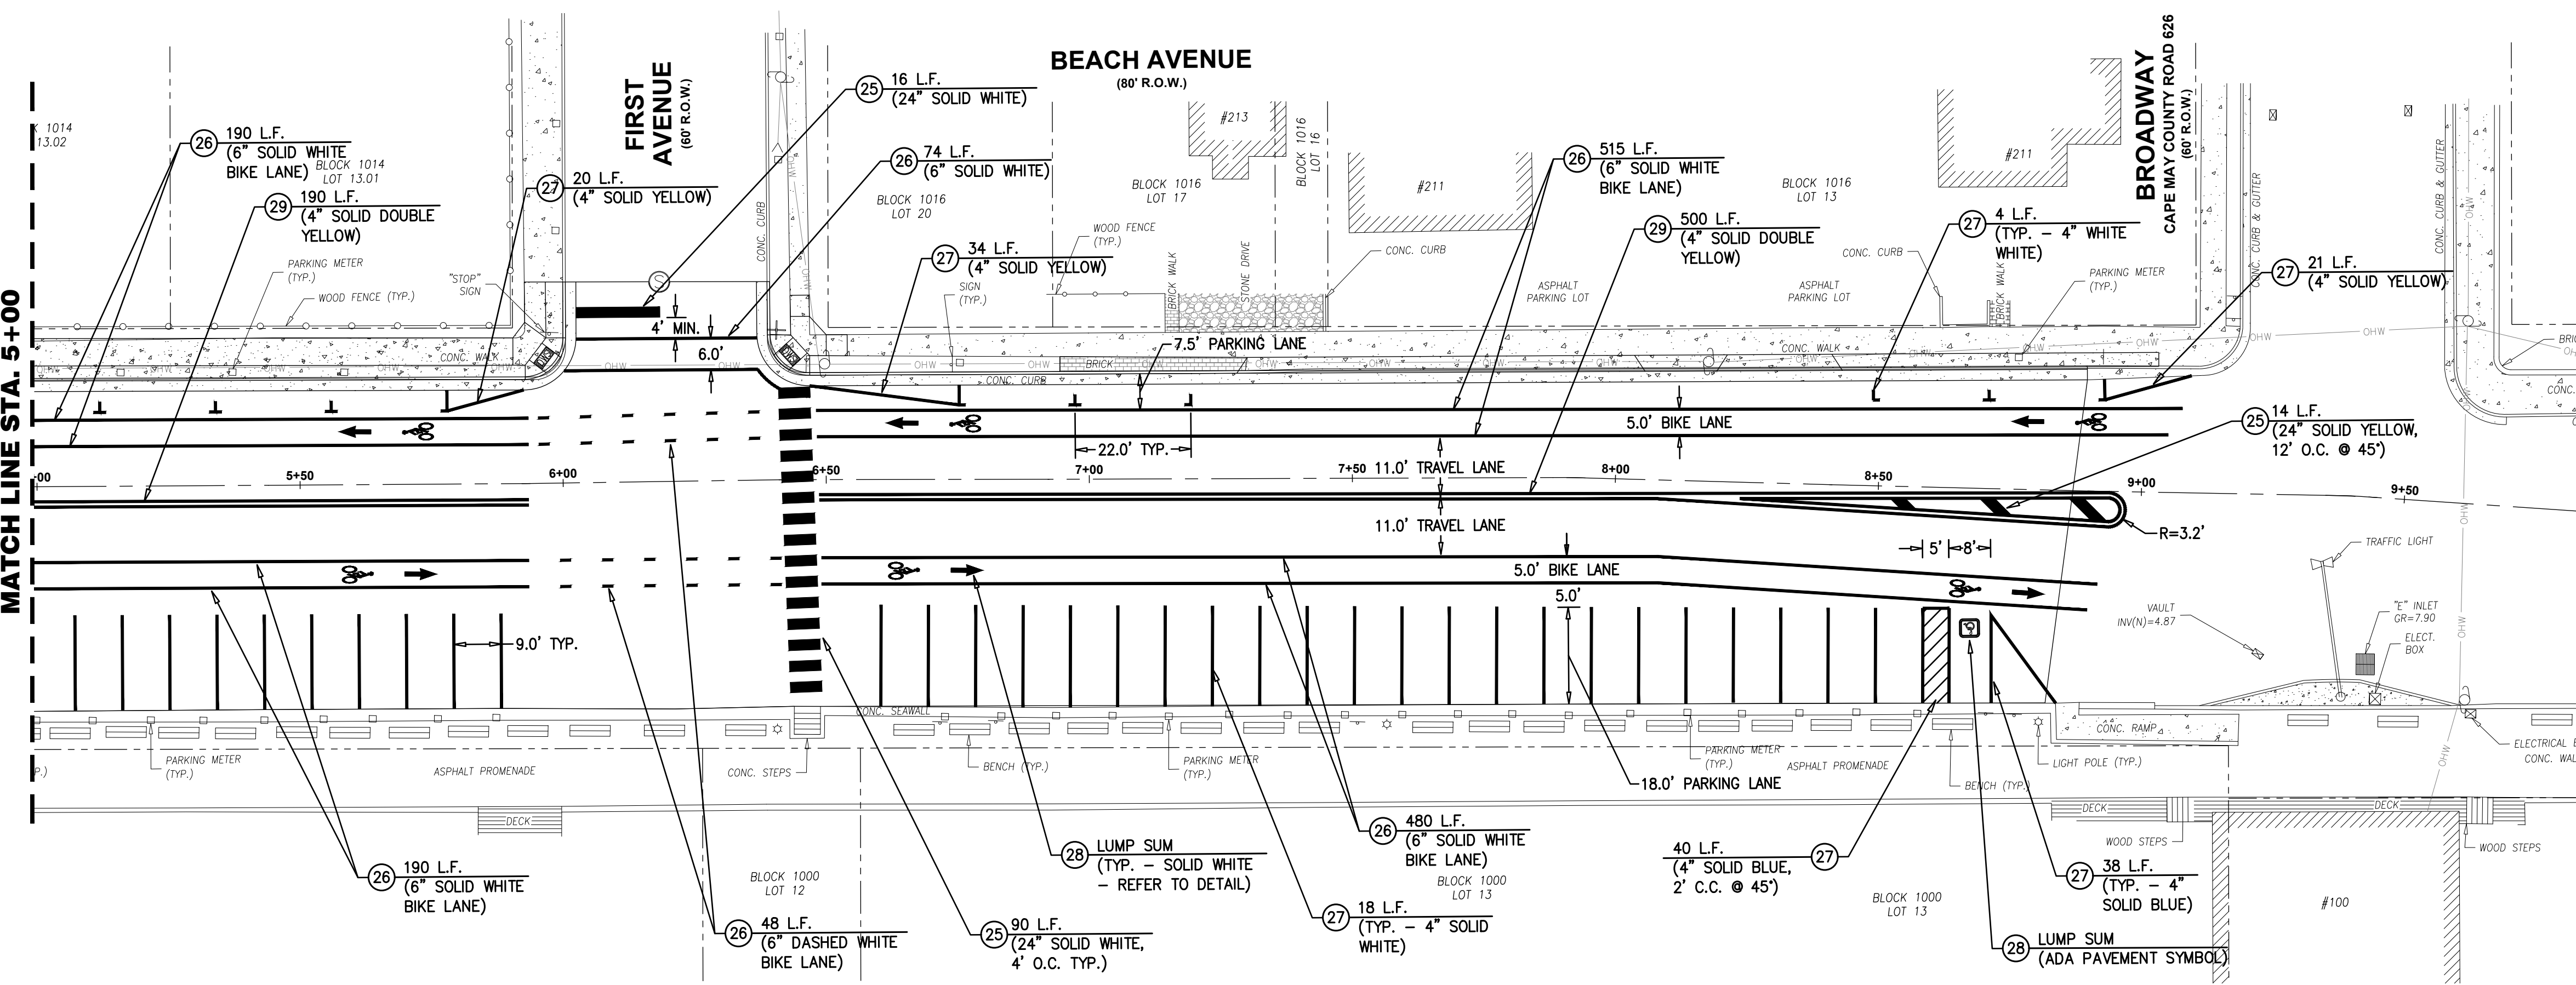 MATCH LINE STA. 5+00
K 1014
13.02
26 190 L.F.
(6" SOLID WHITE
BIKE LANE)
BLOCK 1014
LOT 13.01
29 190 L.F.
(4" SOLID DOUBLE
YELLOW)
PARKING METER
(TYP.)
WOOD FENCE (TYP.)
"STOP"
SIGN
CONC. WALK
OHW
27 20 L.F.
(4" SOLID YELLOW)
FIRST
AVENUE
(60' R.O.W.)
25 16 L.F.
(24" SOLID WHITE)
26 74 L.F.
(6" SOLID WHITE)
4' MIN.
6.0'
CONC. CURB
OHW
BEACH AVENUE
(80' R.O.W.)
BLOCK 1016
LOT 20
27 34 L.F.
(4" SOLID YELLOW)
SIGN
(TYP.)
WOOD FENCE
(TYP.)
#213
BLOCK 1016
LOT 17
BRICK WALK
STONE DRIVE
BLOCK 1016
LOT 16
#211
CONC. CURB
26 515 L.F.
(6" SOLID WHITE
BIKE LANE)
29 500 L.F.
(4" SOLID DOUBLE
YELLOW)
ASPHALT
PARKING LOT
BLOCK 1016
LOT 13
#211
ASPHALT
PARKING LOT
CONC. CURB
BRICK WALK
27 4 L.F.
(TYP. - 4" WHITE
WHITE)
PARKING METER
(TYP.)
BROADWAY
CAPE MAY COUNTY ROAD 626
(60' R.O.W.)
CONC. CURB & GUTTER
27 21 L.F.
(4" SOLID YELLOW)
CONC. CURB & GUTTER
OHW
7.5' PARKING LANE
BRICK
CONC. CURB
CONC. WALK
5.0' BIKE LANE
22.0' TYP.
11.0' TRAVEL LANE
11.0' TRAVEL LANE
5.0' BIKE LANE
5.0'
25 14 L.F.
(24" SOLID YELLOW,
12' O.C. @ 45°)
+00
5+50
6+00
6+50
7+00
7+50
8+00
8+50
9+00
9+50
R=3.2'
5'
8'
9.0' TYP.
TRAFFIC LIGHT
VAULT
INV(N)=4.87
"E" INLET
GR=7.90
ELECT.
BOX
OHW
CONC. SEAWALL
PARKING METER
(TYP.)
ASPHALT PROMENADE
DECK
CONC. STEPS
BENCH (TYP.)
PARKING METER
(TYP.)
18.0' PARKING LANE
PARKING METER
(TYP.)
ASPHALT PROMENADE
BENCH (TYP.)
LIGHT POLE (TYP.)
CONC. RAMP
DECK
DECK
WOOD STEPS
WOOD STEPS
#100
26 190 L.F.
(6" SOLID WHITE
BIKE LANE)
BLOCK 1000
LOT 12
26 48 L.F.
(6" DASHED WHITE
BIKE LANE)
25 90 L.F.
(24" SOLID WHITE,
4' O.C. TYP.)
28 LUMP SUM
(TYP. - SOLID WHITE
- REFER TO DETAIL)
26 480 L.F.
(6" SOLID WHITE
BIKE LANE)
BLOCK 1000
LOT 13
27 18 L.F.
(TYP. - 4" SOLID
WHITE)
40 L.F. 27
(4" SOLID BLUE,
2' C.C. @ 45°)
BLOCK 1000
LOT 13
27 38 L.F.
(TYP. - 4"
SOLID BLUE)
28 LUMP SUM
(ADA PAVEMENT SYMBOL)